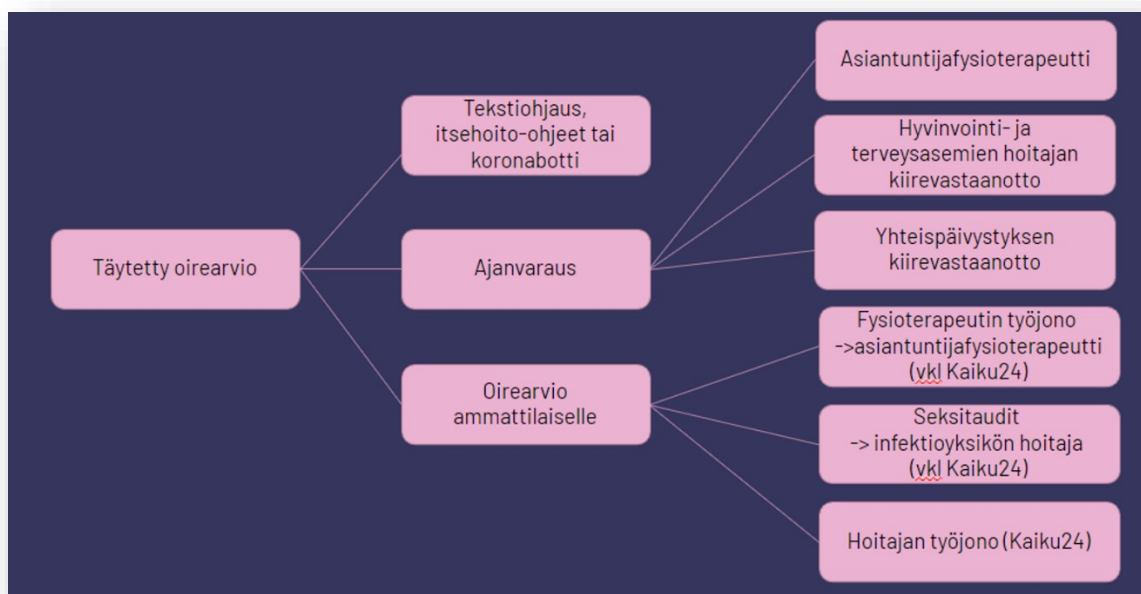 Täytetty oirearvio
Tekstiohjaus,
itsehoito-ohjeet tai
koronabotti
Ajanvaraus
Oirearvio
ammattilaiselle
Asiantuntijafysioterapeutti
Hyvinvointi- ja
terveysasemien hoitajan
kiirevastaanotto
Yhteispäivystyksen
kiirevastaanotto
Fysioterapeutin työjono
->asiantuntijafysioterapeutti
(vkl Kaiku24)
Seksitaudit
-> infektioyksikön hoitaja
(vkl Kaiku24)
Hoitajan työjono (Kaiku24)